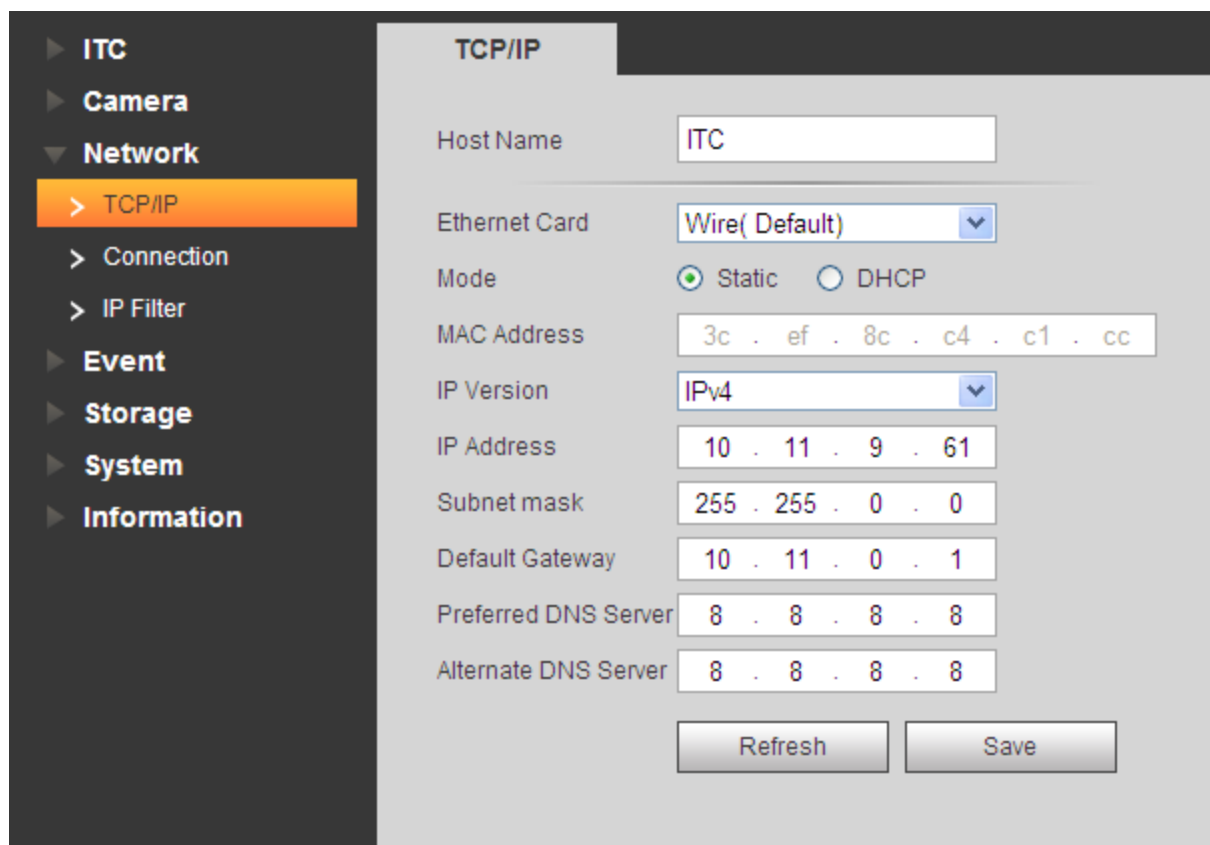 ITC
Camera
Network
TCP/IP
Connection
IP Filter
Event
Storage
System
Information
TCP/IP
Host Name ITC
Ethernet Card Wire( Default)
Mode Static DHCP
MAC Address 3c . ef . 8c . c4 . c1 . cc
IP Version IPv4
IP Address 10 . 11 . 9 . 61
Subnet mask 255 . 255 . 0 . 0
Default Gateway 10 . 11 . 0 . 1
Preferred DNS Server 8 . 8 . 8 . 8
Alternate DNS Server 8 . 8 . 8 . 8
Refresh Save